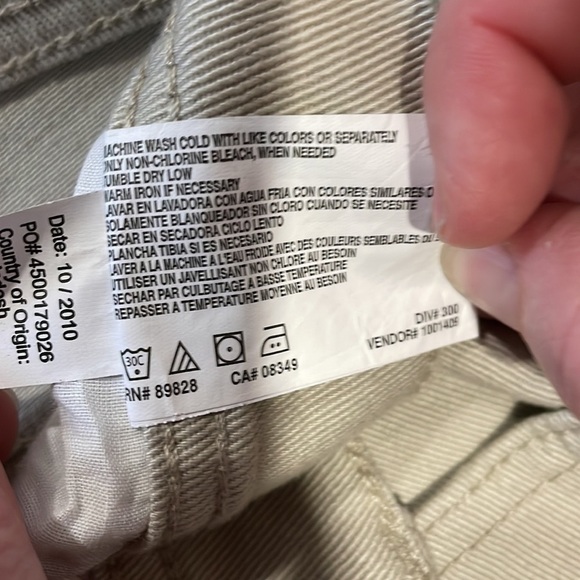 MACHINE WASH COLD WITH LIKE COLORS OR SEPARATELY
ONLY NON-CHLORINE BLEACH, WHEN NEEDED
TUMBLE DRY LOW
WARM IRON IF NECESSARY
LAVAR EN LAVADORA CON AGUA FRIA CON COLORES SIMILARES O
SOLAMENTE BLANQUEADOR SIN CLORO CUANDO SE NECESITE
SECAR EN SECADORA CICLO LENTO
PLANCHA TIBIA SI ES NECESARIO
LAVER A LA MACHINE A L'EAU FROIDE AVEC DES COULEURS SEMBLABLES OU
UTILISER UN JAVELLISANT NON CHLORE AU BESOIN
SECHAR PAR CULBUTAGE A BASSE TEMPERATURE
REPASSER A TEMPERATURE MOYENNE AU BESOIN
30C
RN# 89828
CA# 08349
DIV# 300
VENDOR# 1001409
Date: 10 / 2010
PO# 4500179026
Country of Origin: